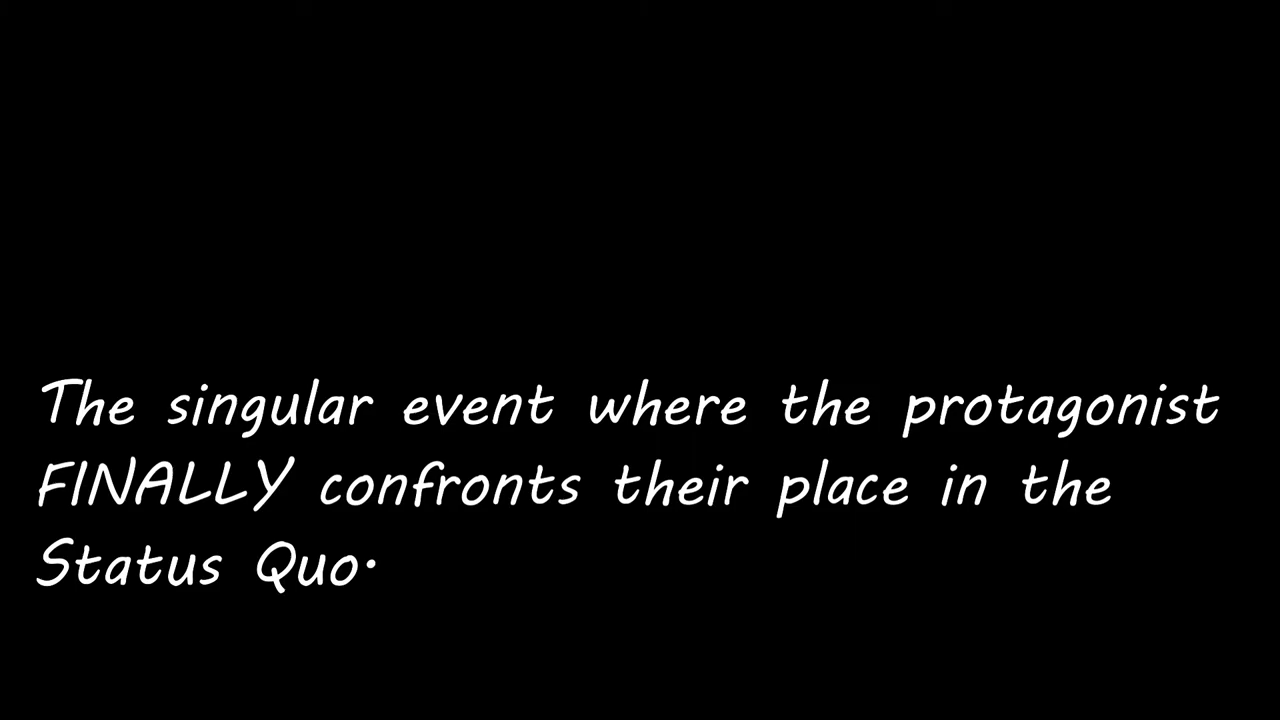 The singular event where the protagonist
FINALLY confronts their place in the
Status Quo.